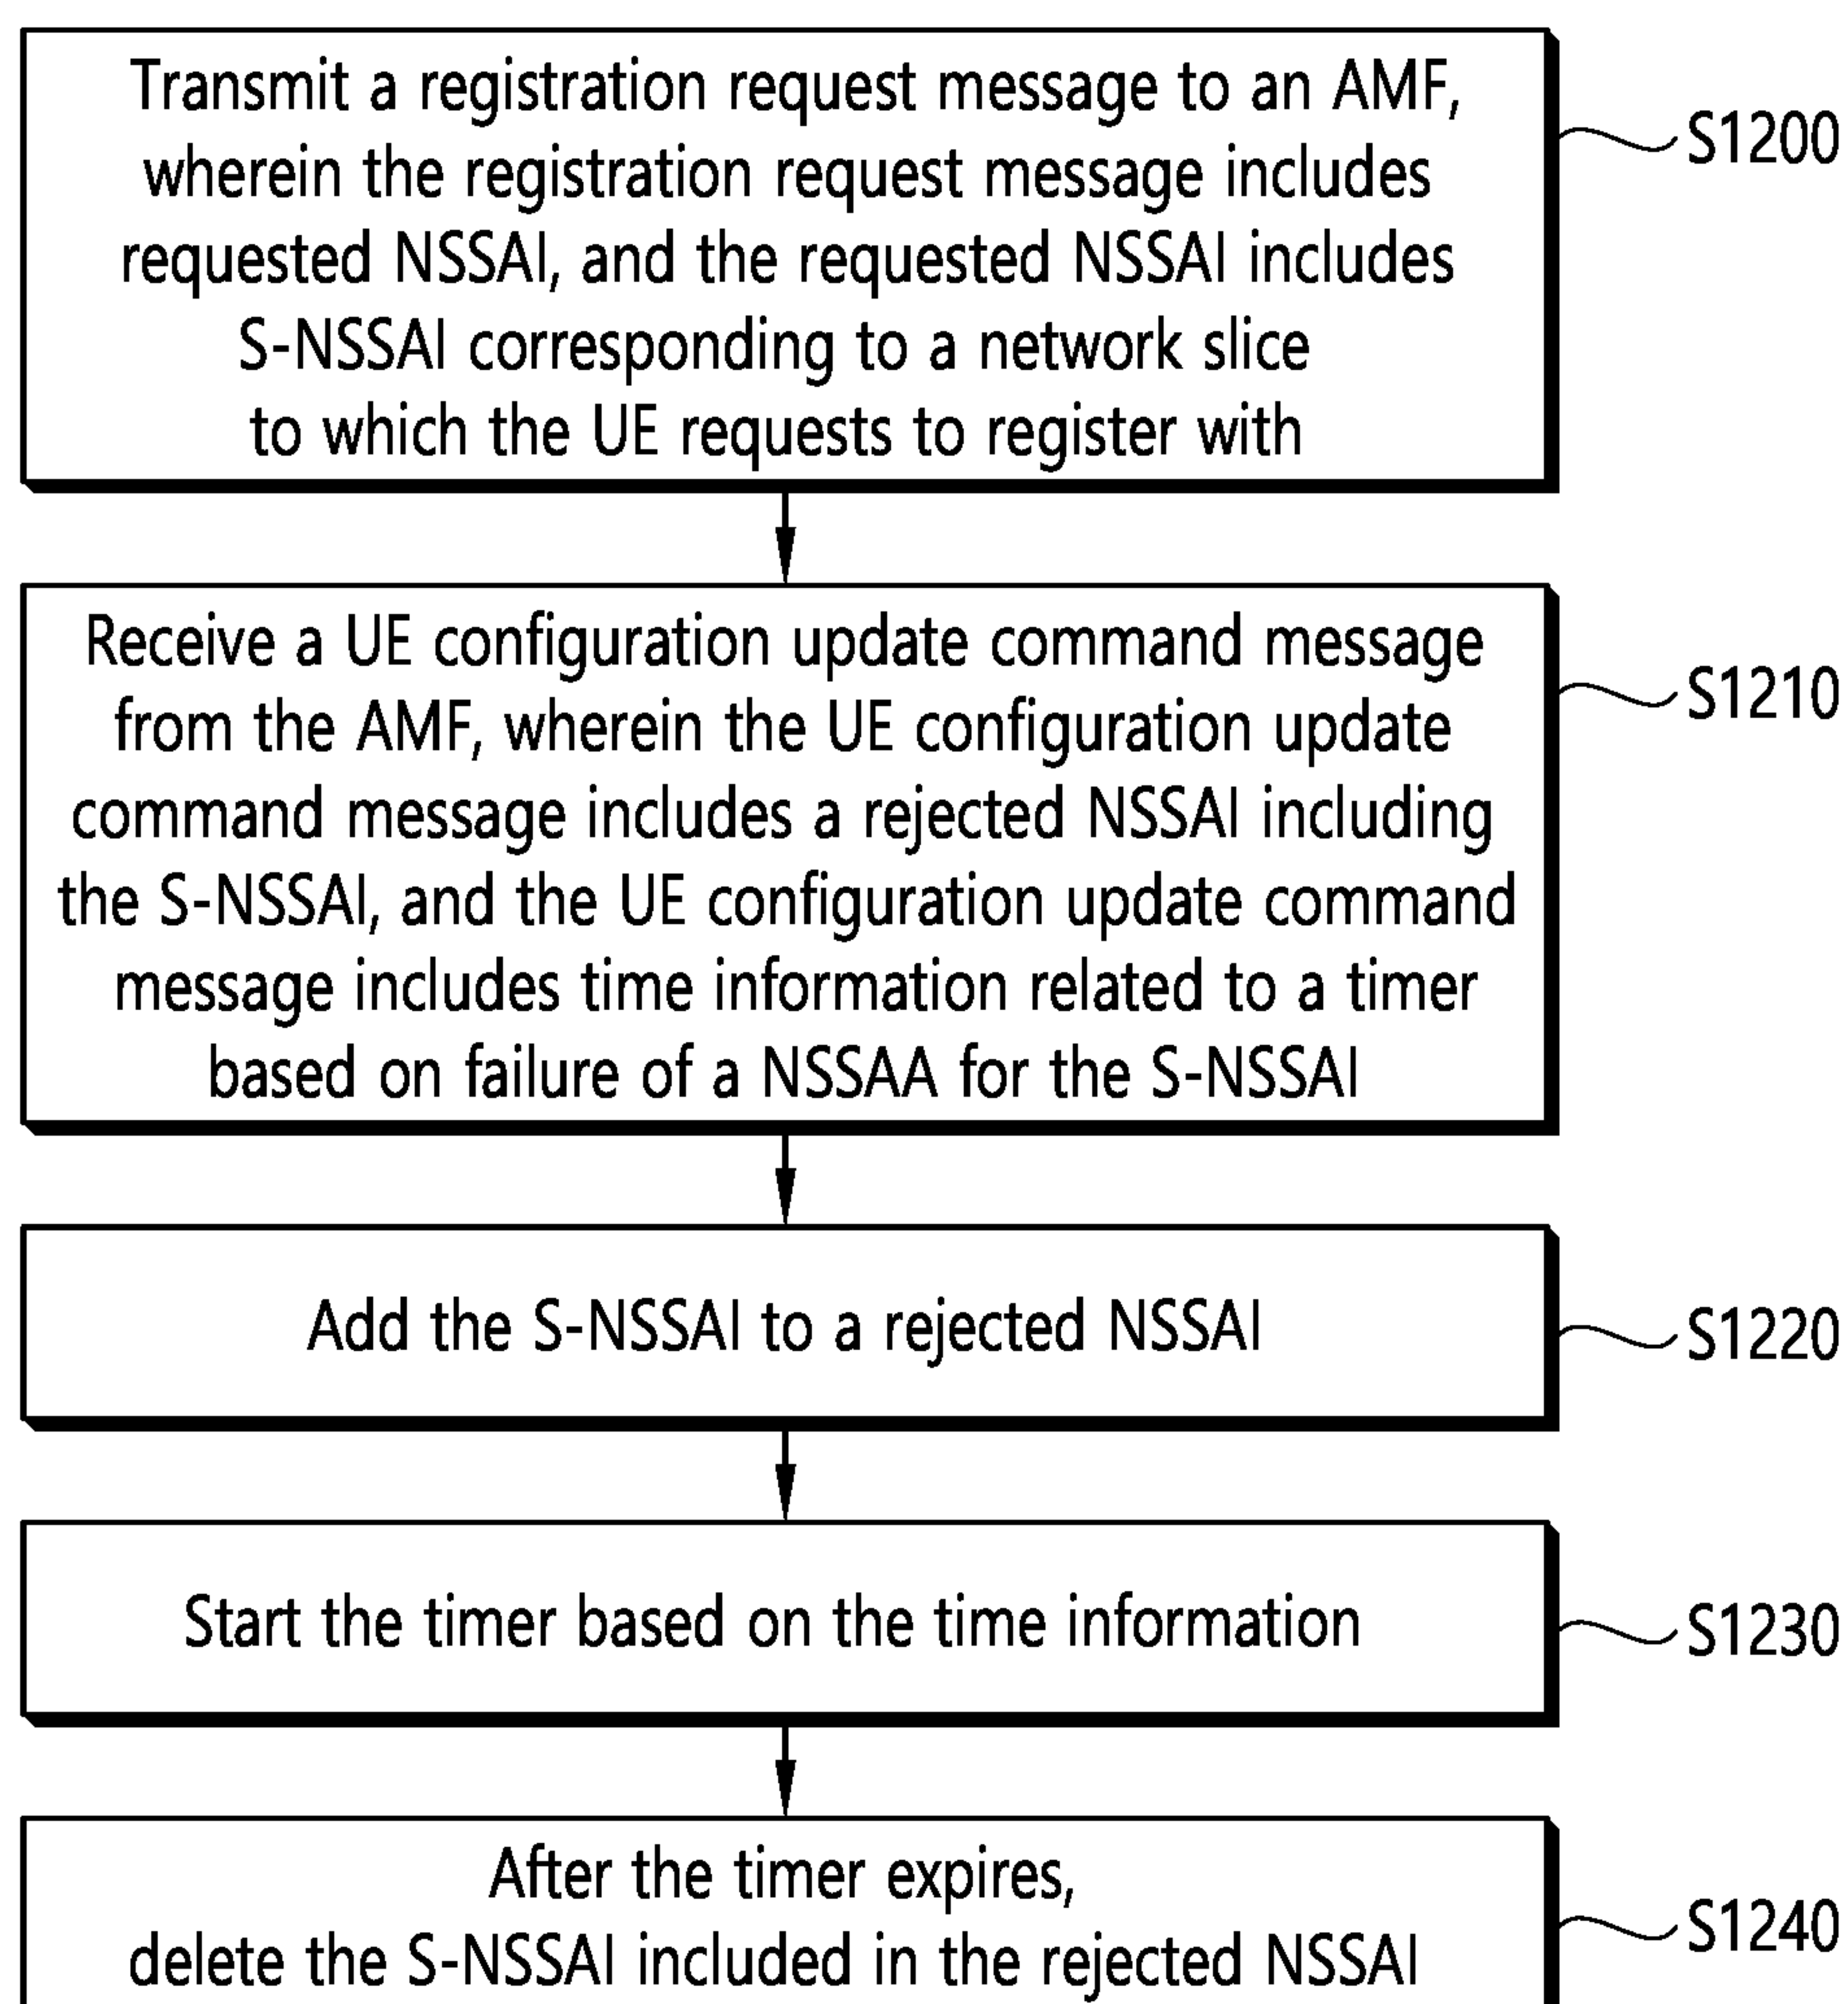 Transmit a registration request message to an AMF,
wherein the registration request message includes
requested NSSAI, and the requested NSSAI includes
S-NSSAI corresponding to a network slice
to which the UE requests to register with
S1200
Receive a UE configuration update command message
from the AMF, wherein the UE configuration update
command message includes a rejected NSSAI including
the S-NSSAI, and the UE configuration update command
message includes time information related to a timer
based on failure of a NSSAA for the S-NSSAI
S1210
Add the S-NSSAI to a rejected NSSAI
S1220
Start the timer based on the time information
S1230
After the timer expires,
delete the S-NSSAI included in the rejected NSSAI
S1240